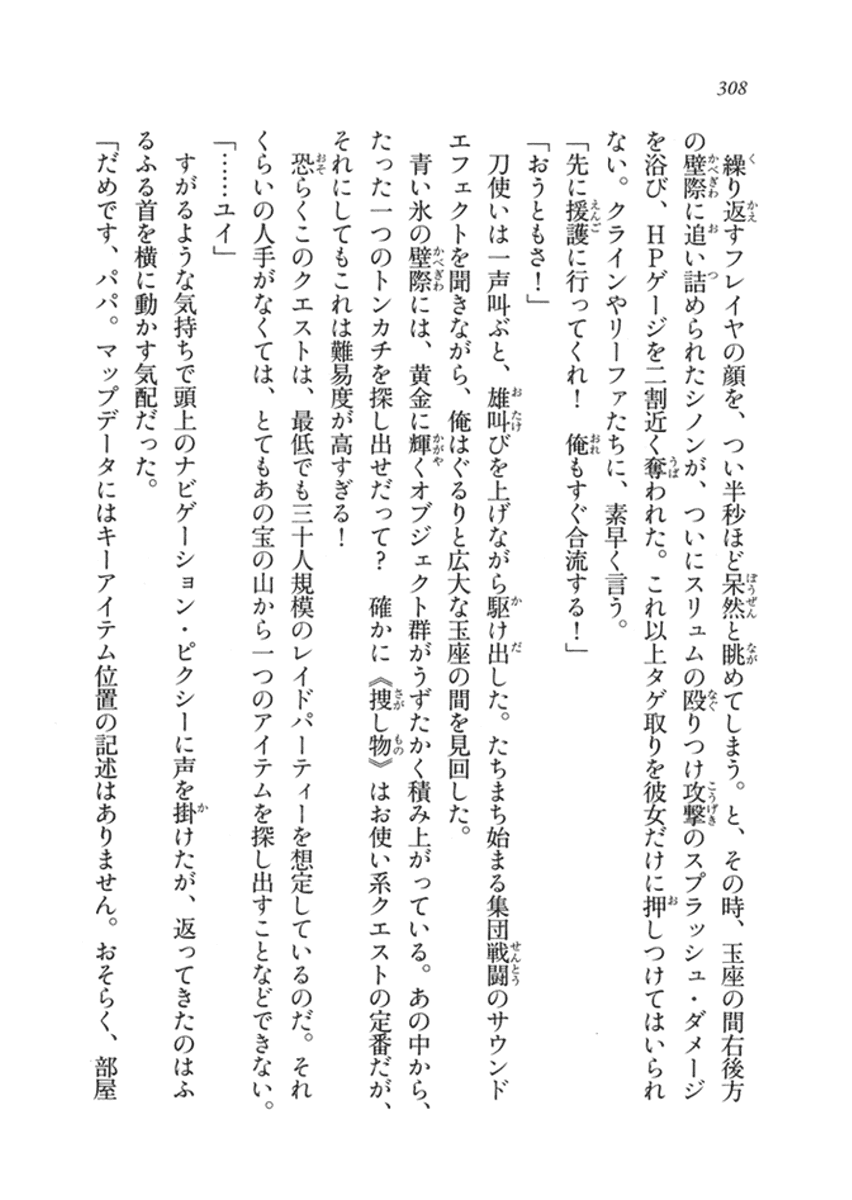 308
繰り返すフレイヤの顔を、つい半秒ほど呆然と眺めてしまう。と、その時、玉座の間右後方
の壁際に追い詰められたシノンが、ついにスリュムの殴りつけ攻撃のスプラッシュ・ダメージ
を浴び、HPゲージを二割近く奪われた。これ以上タゲ取りを彼女だけに押しつけてはいられ
ない。クラインやリーファたちに、素早く言う。
「先に援護に行ってくれ！　俺もすぐ合流する！」
「おうともさ！」
刀使いは一声叫ぶと、雄叫びを上げながら駆け出した。たちまち始まる集団戦闘のサウンド
エフェクトを聞きながら、俺はぐるりと広大な玉座の間を見回した。
青い氷の壁際には、黄金に輝くオブジェクト群がうずたかく積み上がっている。あの中から、
たった一つのトンカチを探し出せだって？　確かに《捜し物》はお使い系クエストの定番だが、
それにしてもこれは難易度が高すぎる！
恐らくこのクエストは、最低でも三十人規模のレイドパーティーを想定しているのだ。それ
くらいの人手がなくては、とてもあの宝の山から一つのアイテムを探し出すことなどできない。
「……ユイ」
すがるような気持ちで頭上のナビゲーション・ピクシーに声を掛けたが、返ってきたのはふ
るふる首を横に動かす気配だった。
「だめです、パパ。マップデータにはキーアイテム位置の記述はありません。おそらく、部屋